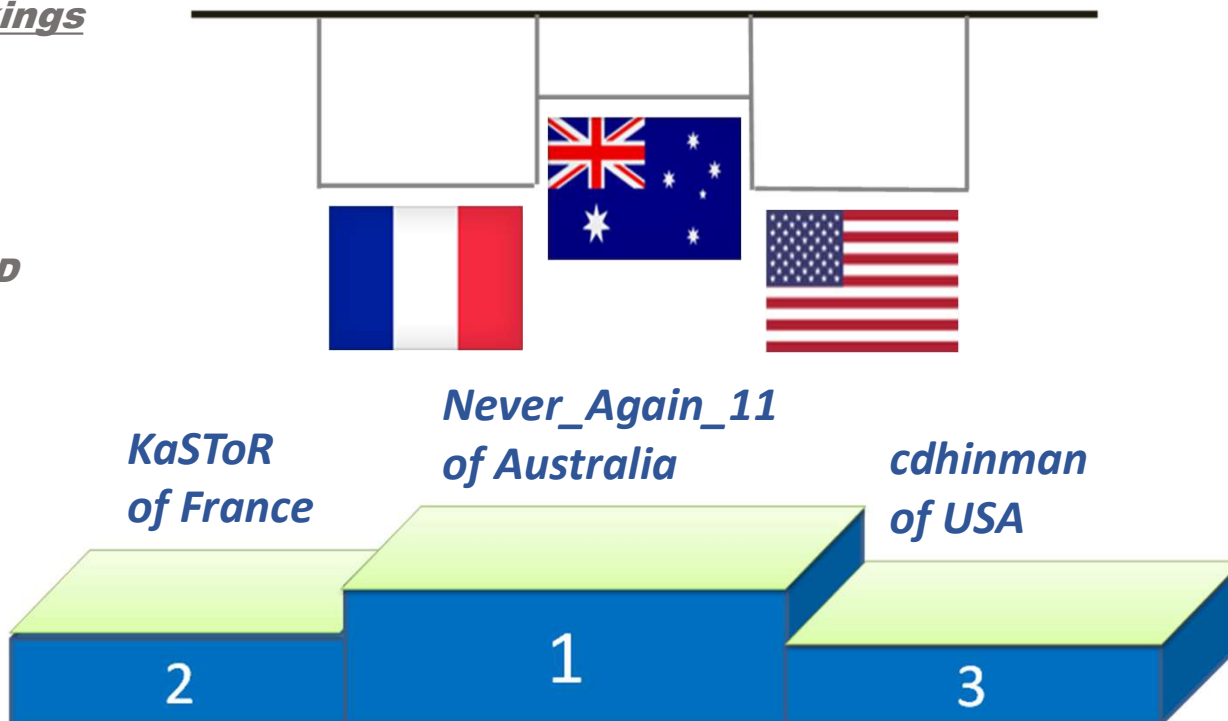 Never_Again_11
of Australia
KaSToR
of France
cdhinman
of USA
2
1
3